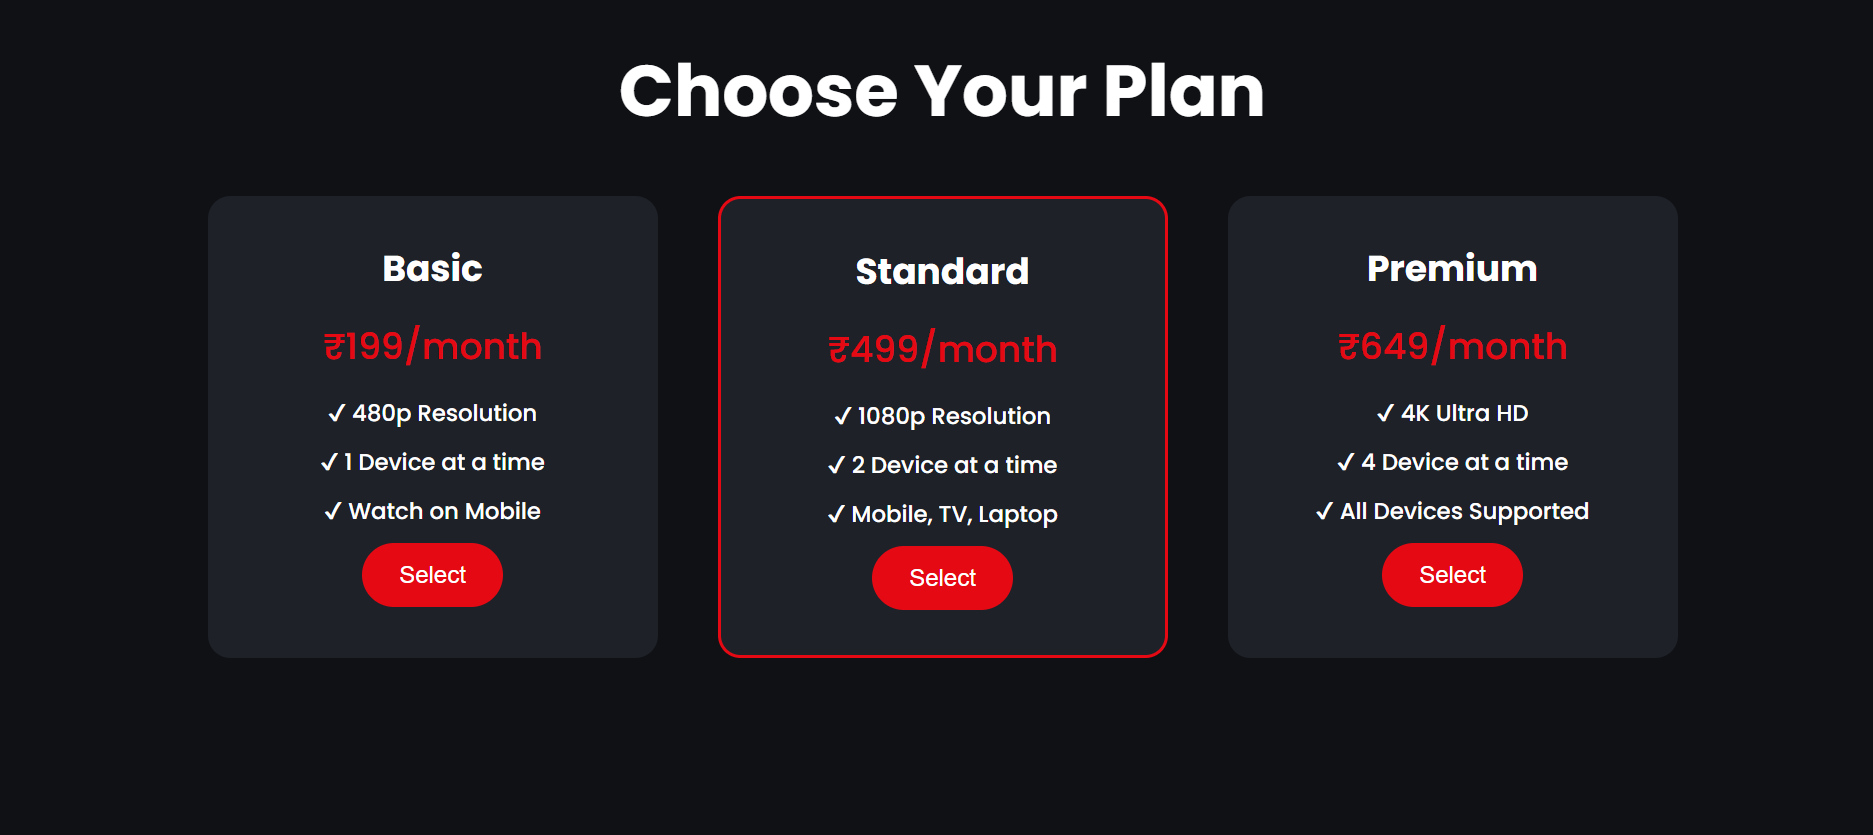 Choose Your Plan
Basic
₹199/month
✓ 480p Resolution
✓ 1 Device at a time
✓ Watch on Mobile
Select
Standard
₹499/month
✓ 1080p Resolution
✓ 2 Device at a time
✓ Mobile, TV, Laptop
Select
Premium
₹649/month
✓ 4K Ultra HD
✓ 4 Device at a time
✓ All Devices Supported
Select